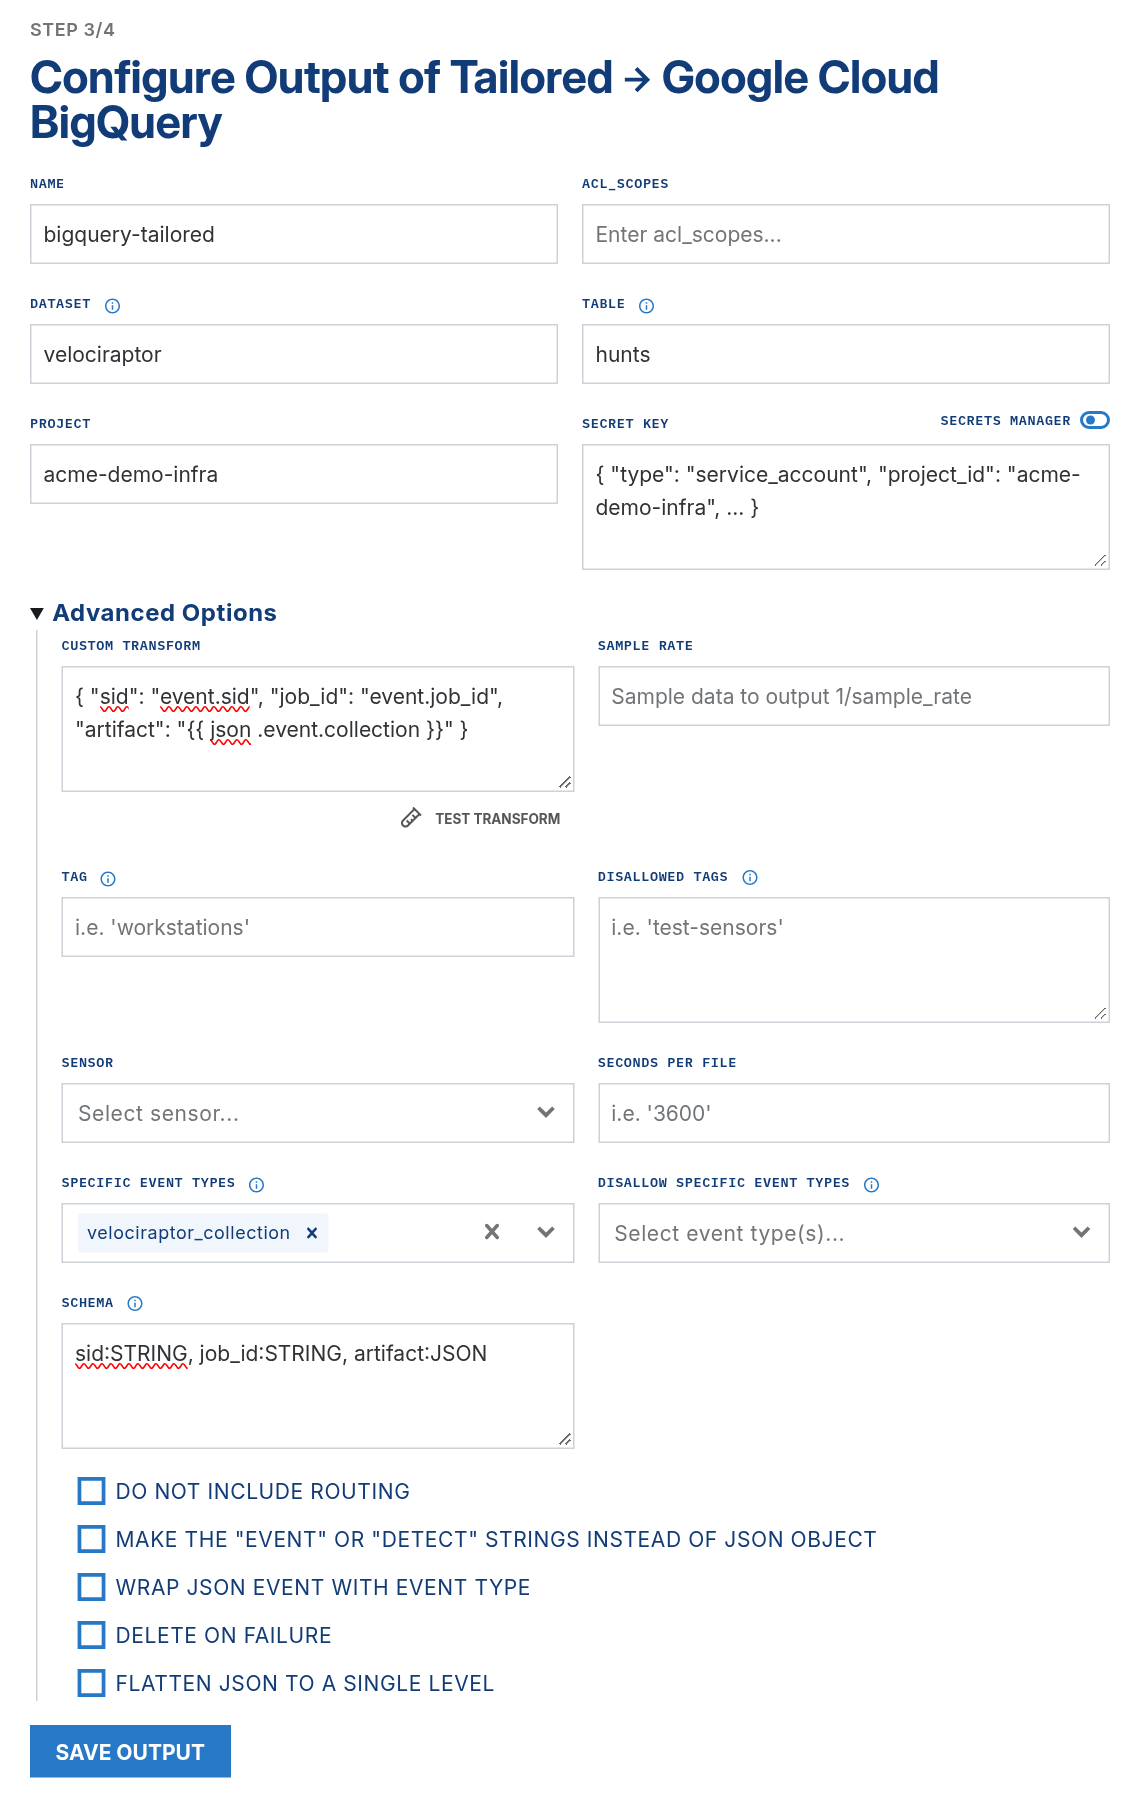 STEP 3/4
Configure Output of Tailored → Google Cloud
BigQuery
NAME
bigquery-tailored
ACL_SCOPES
Enter acl_scopes...
DATASET
velociraptor
TABLE
hunts
PROJECT
acme-demo-infra
SECRET KEY
SECRETS MANAGER
{ "type": "service_account", "project_id": "acme-
demo-infra", ... }
Advanced Options
CUSTOM TRANSFORM
{ "sid": "event.sid", "job_id": "event.job_id",
"artifact": "{{ json .event.collection }}" }
TEST TRANSFORM
SAMPLE RATE
Sample data to output 1/sample_rate
TAG
i.e. 'workstations'
DISALLOWED TAGS
i.e. 'test-sensors'
SENSOR
Select sensor...
SECONDS PER FILE
i.e. '3600'
SPECIFIC EVENT TYPES
velociraptor_collection
DISALLOW SPECIFIC EVENT TYPES
Select event type(s)...
SCHEMA
sid:STRING, job_id:STRING, artifact:JSON
DO NOT INCLUDE ROUTING
MAKE THE "EVENT" OR "DETECT" STRINGS INSTEAD OF JSON OBJECT
WRAP JSON EVENT WITH EVENT TYPE
DELETE ON FAILURE
FLATTEN JSON TO A SINGLE LEVEL
SAVE OUTPUT